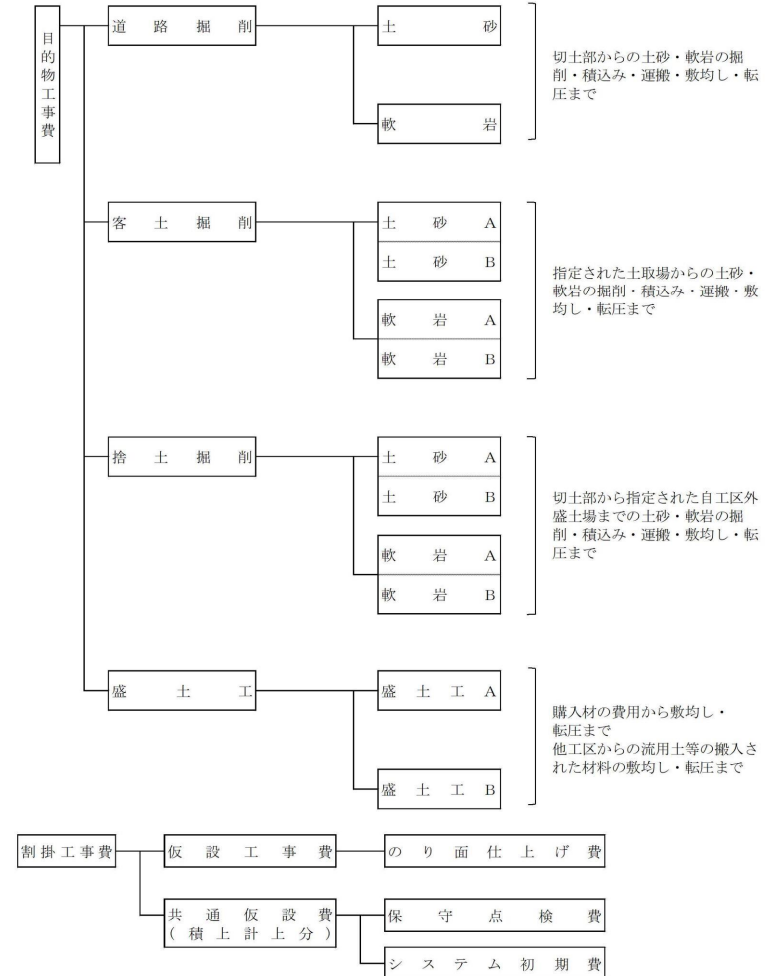 目的物工事費
道路掘削
土砂
軟岩
切土部からの土砂・軟岩の掘
削・積込み・運搬・敷均し・転
圧まで
客土掘削
土砂A
土砂B
軟岩A
軟岩B
指定された土取場からの土砂・
軟岩の掘削・積込み・運搬・敷
均し・転圧まで
捨土掘削
土砂A
土砂B
軟岩A
軟岩B
切土部から指定された自工区外
盛土場までの土砂・軟岩の掘
削・積込み・運搬・敷均し・転
圧まで
盛土工
盛土工A
盛土工B
購入材の費用から敷均し・
転圧まで
他工区からの流用土等の搬入さ
れた材料の敷均し・転圧まで
割掛工事費
仮設工事費
のり面仕上げ費
共通仮設費
(積上計上分)
保守点検費
システム初期費